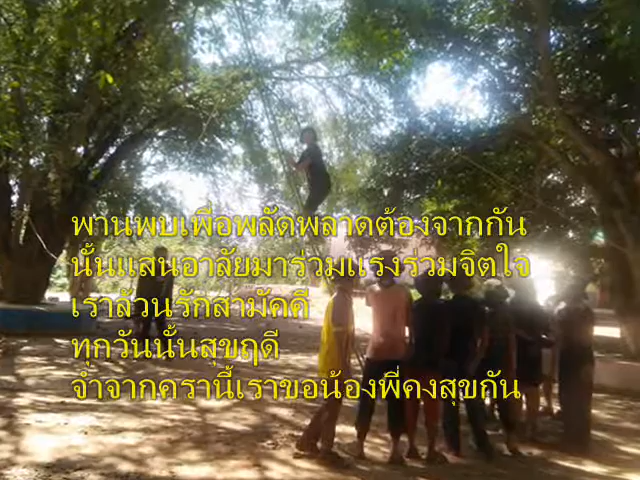 พานพบเพื่อพลัดพลาดต้องจากกัน
นั้นแสนอาลัยมาร่วมแรงร่วมจิตใจ
เราล้วนรักสามัคคี
ทุกวันนั้นสุขฤดี
จำจากครานี้เราขอน้องพี่คงสุขกัน